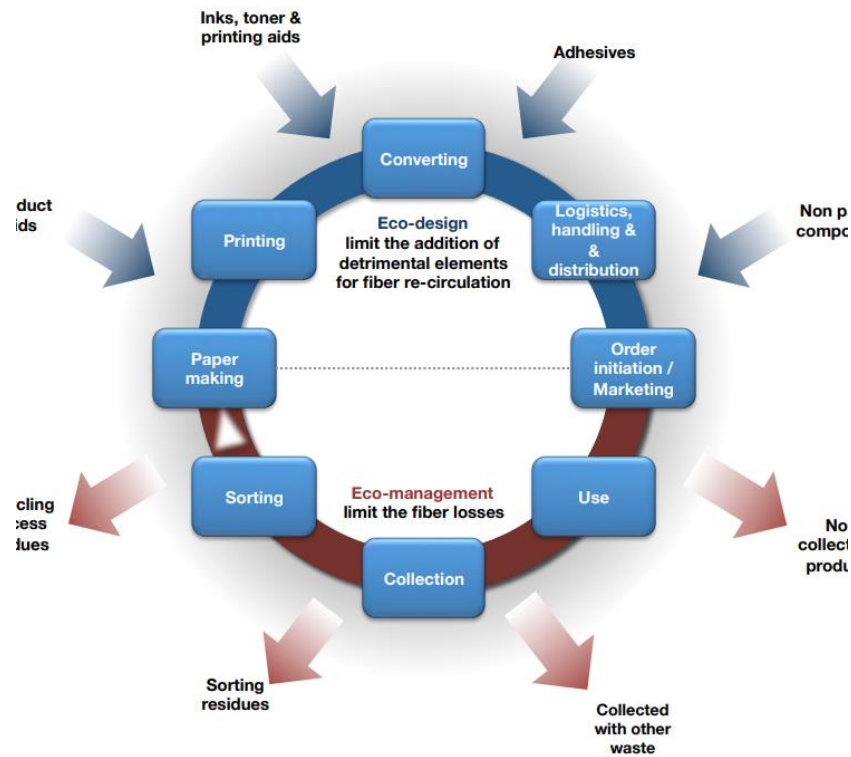 Inks, toner &
printing aids
Adhesives
Converting
Eco-design
limit the addition of
detrimental elements
for fiber re-circulation
Printing
Logistics,
handling &
&
distribution
Non
Paper
making
Order
initiation /
Marketing
Sorting
Eco-management
limit the fiber losses
Use
Collection
Sorting
residues
Collected
with other
waste